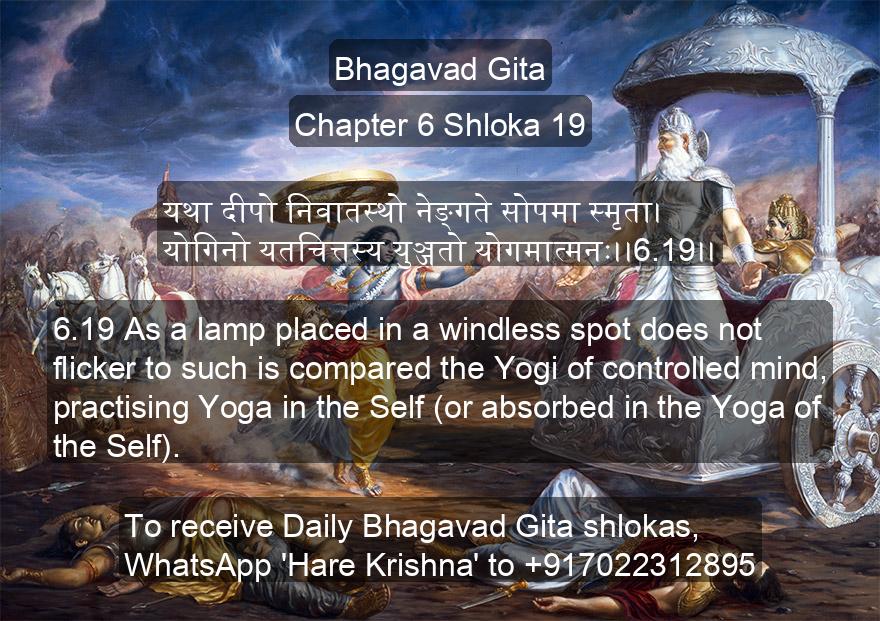 Bhagavad Gita
Chapter 6 Shloka 19
यथा दीपो निवातस्थो नेङ्गते सोपमा स्मृता।
योगिनो यतचित्तस्य युञ्जतो योगमात्मनः।।6.19।।
6.19 As a lamp placed in a windless spot does not
flicker to such is compared the Yogi of controlled mind,
practising Yoga in the Self (or absorbed in the Yoga of
the Self).
To receive Daily Bhagavad Gita shlokas,
WhatsApp 'Hare Krishna' to +917022312895